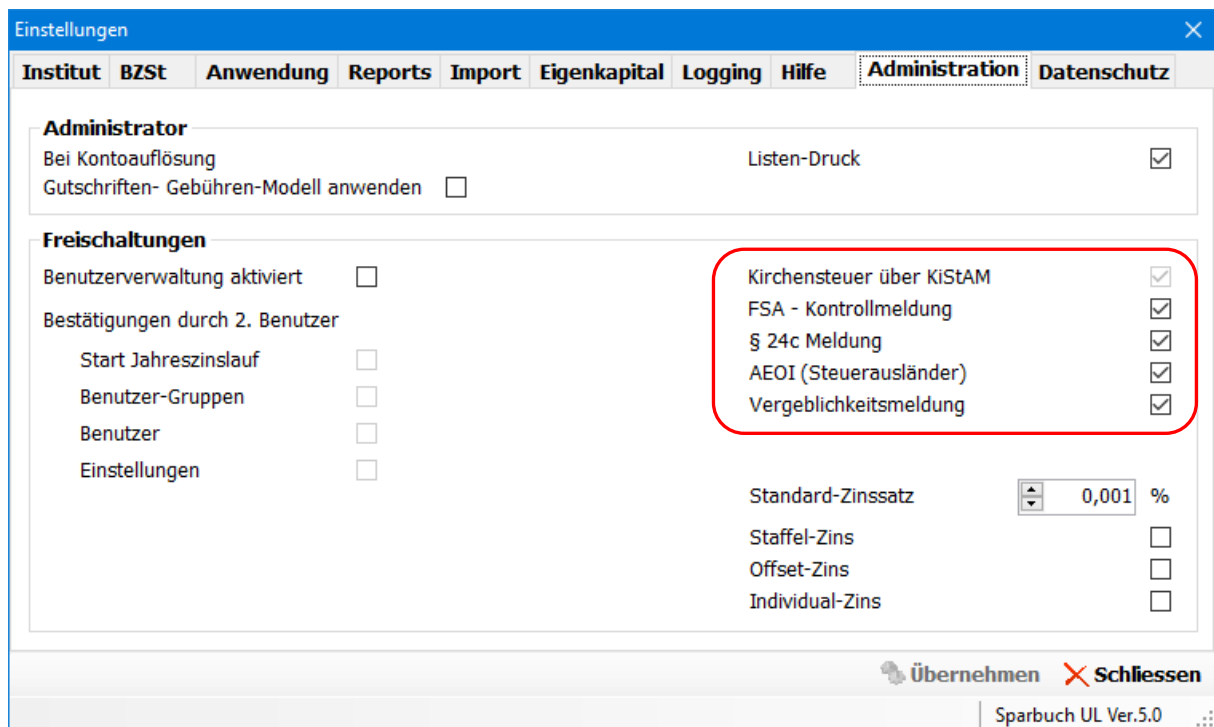 Einstellungen
Institut BZSt Anwendung Reports Import Eigenkapital Logging Hilfe Administration Datenschutz
Administrator
Bei Kontoauflösung
Gutschriften- Gebühren-Modell anwenden
Listen-Druck
Freischaltungen
Benutzerverwaltung aktiviert
Bestätigungen durch 2. Benutzer
Start Jahreszinslauf
Benutzer-Gruppen
Benutzer
Einstellungen
Kirchensteuer über KiStAM
FSA - Kontrollmeldung
§ 24c Meldung
AEOI (Steuerausländer)
Vergeblichkeitsmeldung
Standard-Zinssatz 0,001 %
Staffel-Zins
Offset-Zins
Individual-Zins
Übernehmen Schliessen
Sparbuch UL Ver.5.0